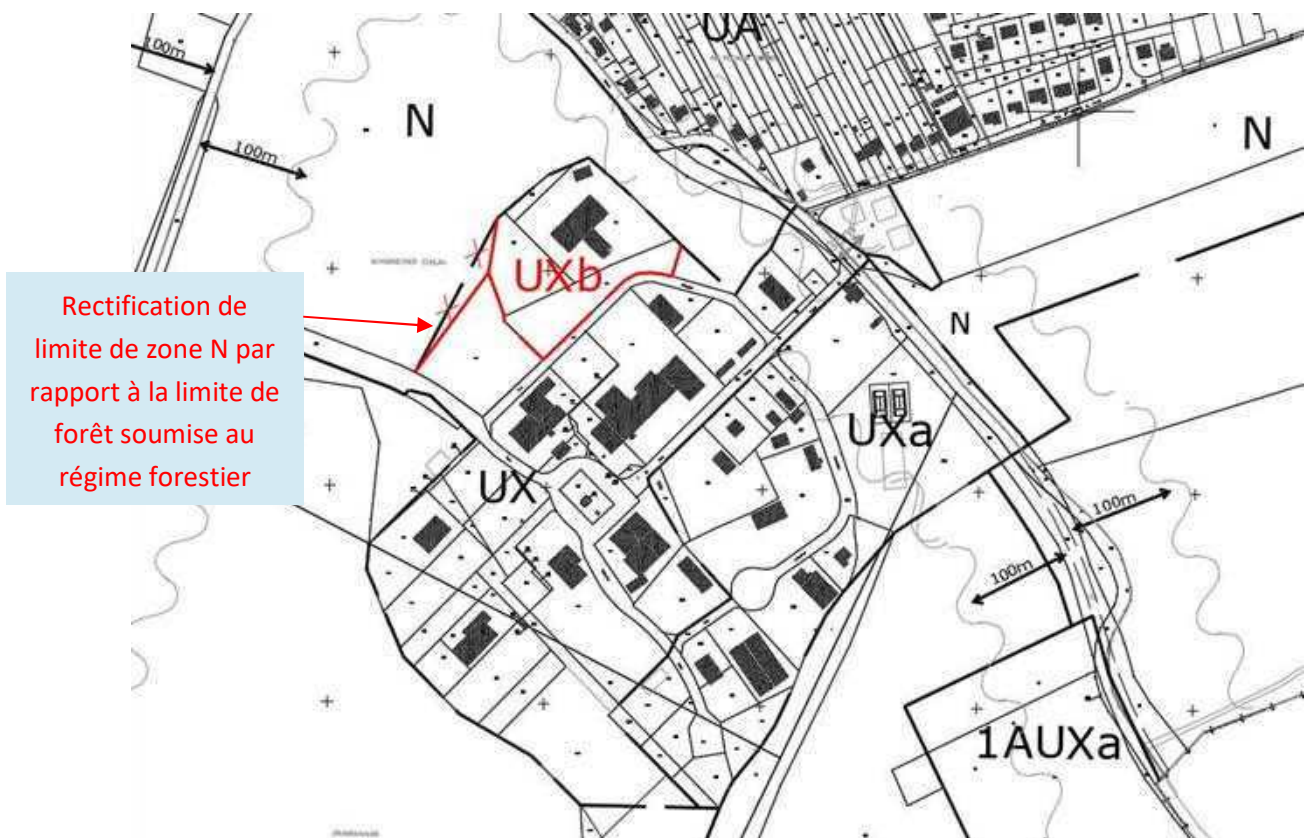 UA
100m
N
100m
N
UXb
Rectification de
limite de zone N par
rapport à la limite de
forêt soumise au
régime forestier
N
UXa
UX
100m
100m
1AUXa